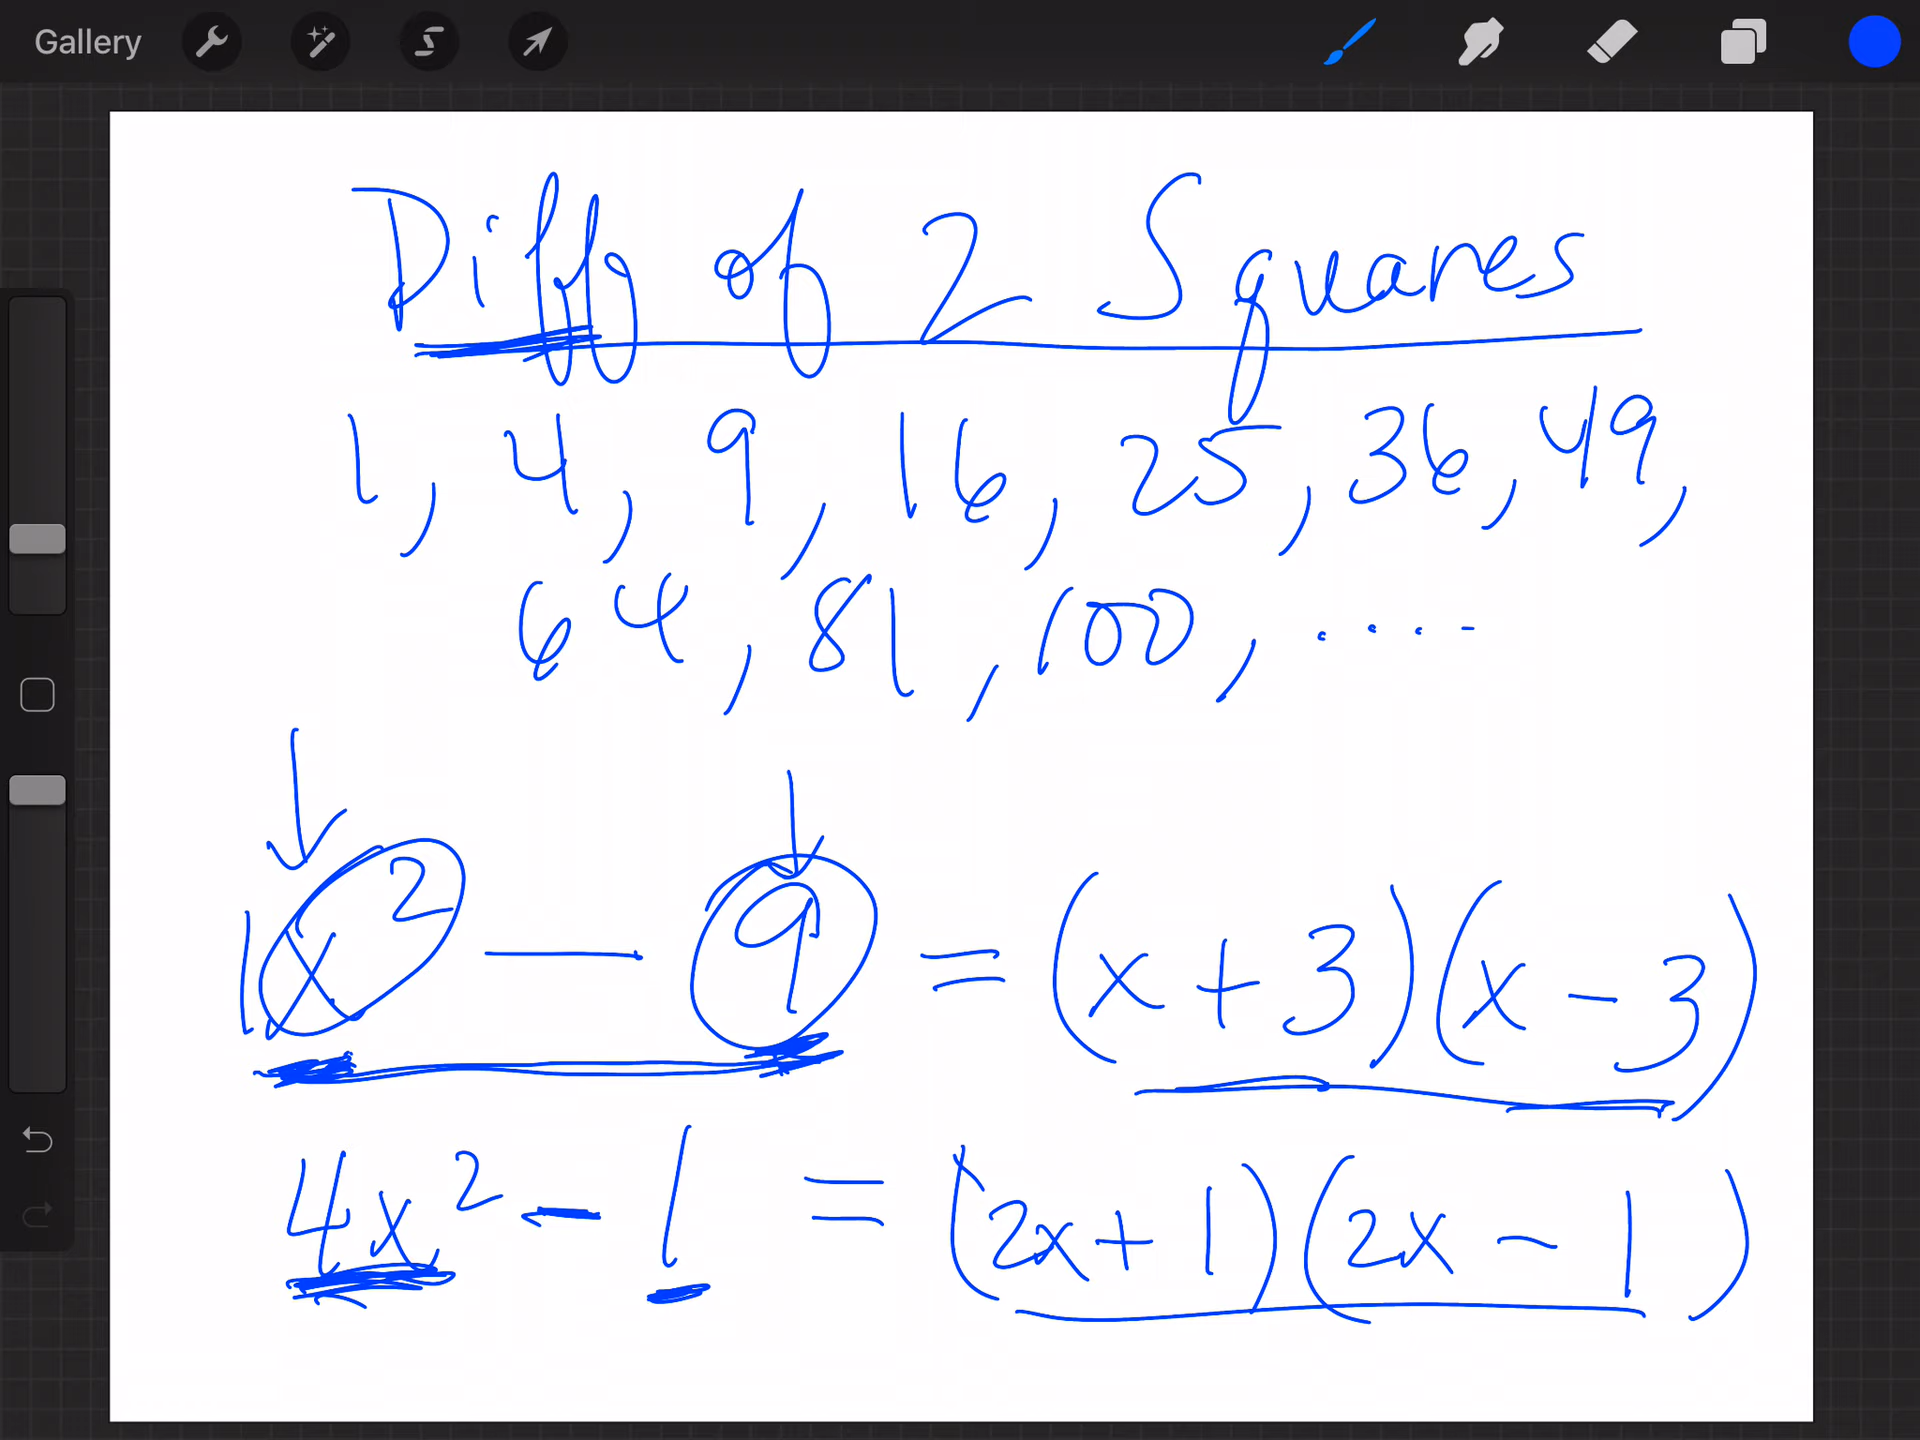 Gallery
Diff of 2 Squares
1, 4, 9, 16, 25, 36, 49,
64, 81, 100, ....
1x² - 9 = (x + 3)(x - 3)
4x² - 1 = (2x + 1)(2x - 1)